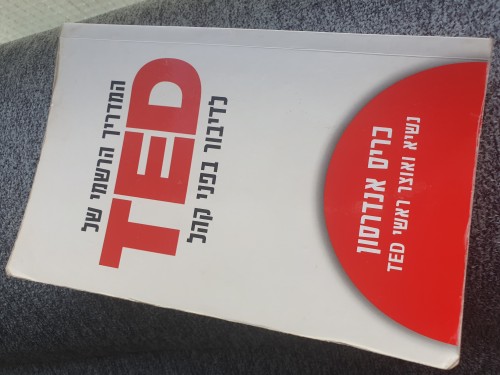 המדריך הרשמי של
TED
לדיבור בפני קהל
כריס אנדרסון
נשיא ואוצר ראשי TED